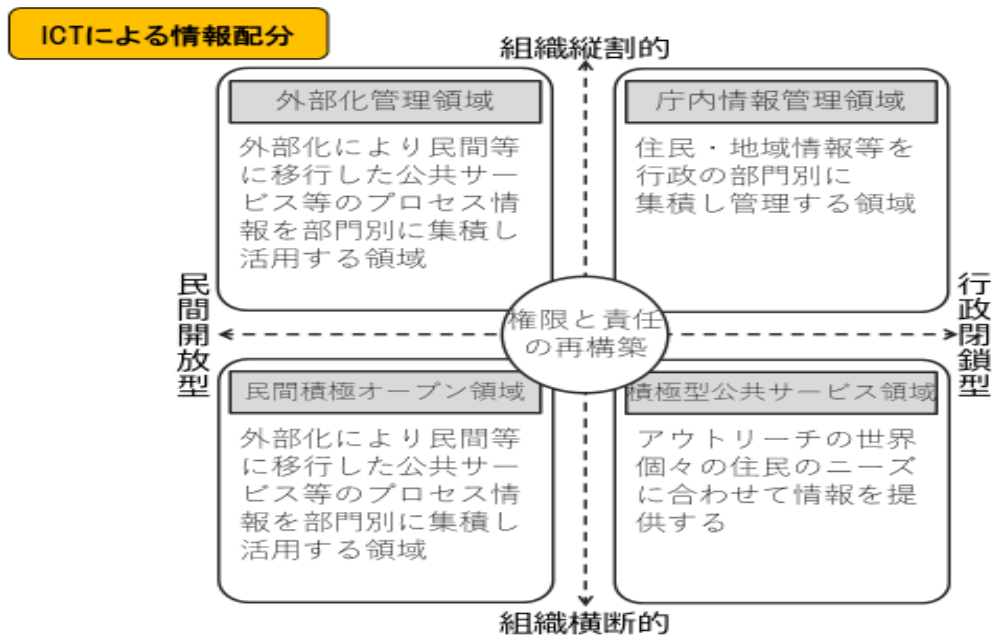 ICTによる情報配分
組織縦割的
外部化管理領域
外部化により民間等
に移行した公共サー
ビス等のプロセス情
報を部門別に集積し
活用する領域
庁内情報管理領域
住民・地域情報等を
行政の部門別に
集積し管理する領域
民間開放型
権限と責任
の再構築
行政閉鎖型
民間積極オープン領域
外部化により民間等
に移行した公共サー
ビス等のプロセス情
報を部門別に集積し
活用する領域
積極型公共サービス領域
アウトリーチの世界
個々の住民のニーズ
に合わせて情報を提
供する
組織横断的